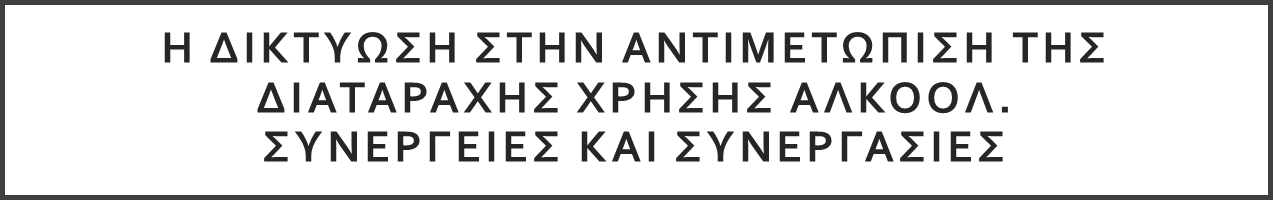 Η ΔΙΚΤΥΩΣΗ ΣΤΗΝ ΑΝΤΙΜΕΤΩΠΙΣΗ ΤΗΣ
ΔΙΑΤΑΡΑΧΗΣ ΧΡΗΣΗΣ ΑΛΚΟΟΛ.
ΣΥΝΕΡΓΕΙΕΣ ΚΑΙ ΣΥΝΕΡΓΑΣΙΕΣ